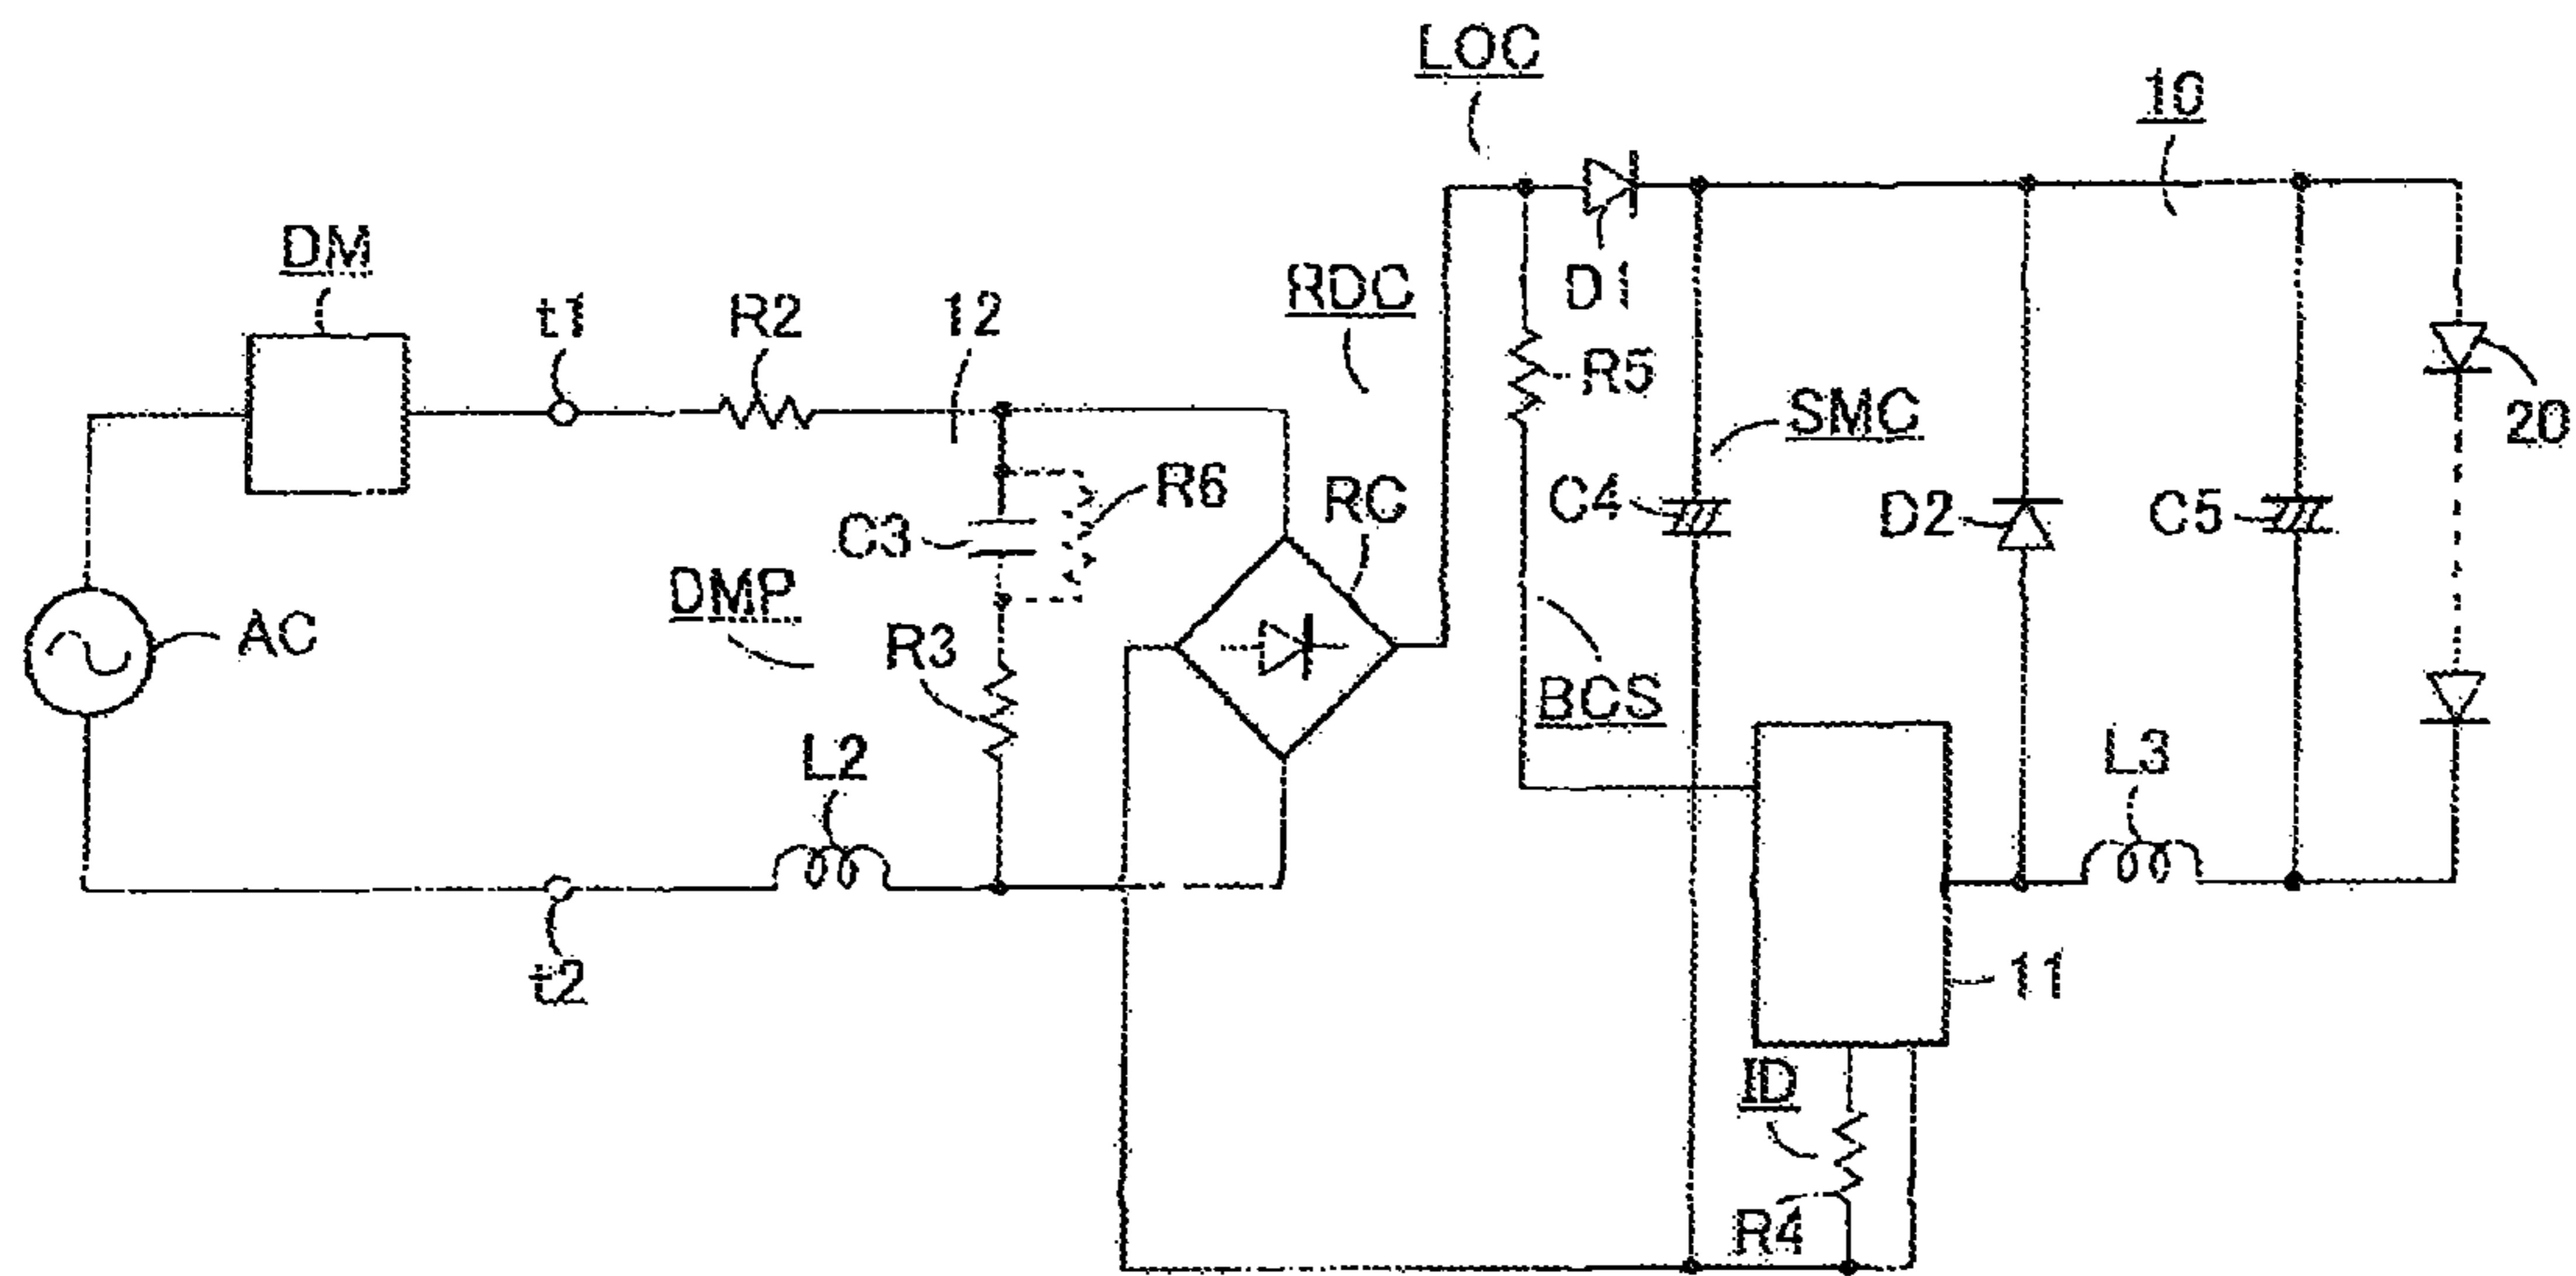 LOC
10
DM
t1
R2
12
RDC
D1
R5
SMC
20
R6
RC
C3
C4
D2
C5
AC
DMP
R3
BCS
L2
L3
t2
11
ID
R4